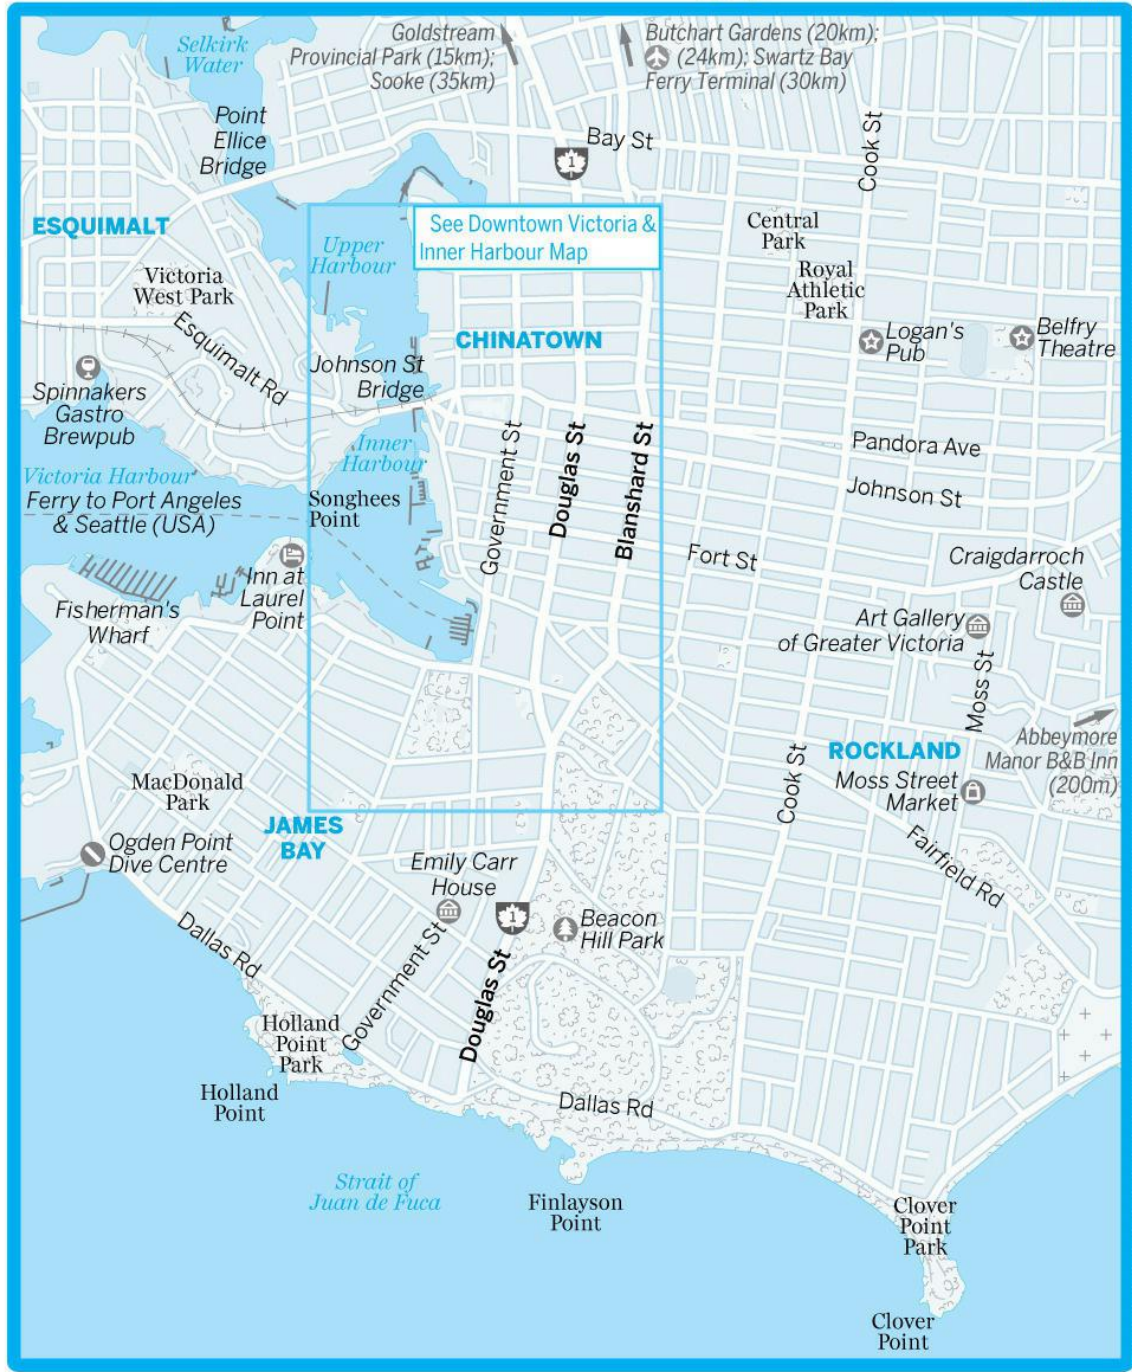 Selkirk
Water
Goldstream
Provincial Park (15km);
Sooke (35km)
Butchart Gardens (20km);
(24km); Swartz Bay
Ferry Terminal (30km)
Point
Ellice
Bridge
1
Bay St
Cook St
ESQUIMALT
See Downtown Victoria &
Inner Harbour Map
Central
Park
Upper
Harbour
Victoria
West Park
Royal
Athletic
Park
Esquimalt Rd
CHINATOWN
Logan's
Pub
Belfry
Theatre
Johnson St
Bridge
Spinnakers
Gastro
Brewpub
Government St
Douglas St
Blanshard St
Pandora Ave
Inner
Harbour
Victoria Harbour
Ferry to Port Angeles
& Seattle (USA)
Songhees
Point
Johnson St
Fort St
Craigdarroch
Castle
Inn at
Laurel
Point
Fisherman's
Wharf
Art Gallery
of Greater Victoria
Moss St
Abbeymore
Manor B&B Inn
(200m)
ROCKLAND
Cook St
Moss Street
Market
MacDonald
Park
JAMES
BAY
Ogden Point
Dive Centre
Fairfield Rd
Emily Carr
House
1
Beacon
Hill Park
Dallas Rd
Government St
Douglas St
Holland
Point
Park
Holland
Point
Dallas Rd
Strait of
Juan de Fuca
Finlayson
Point
Clover
Point
Park
Clover
Point